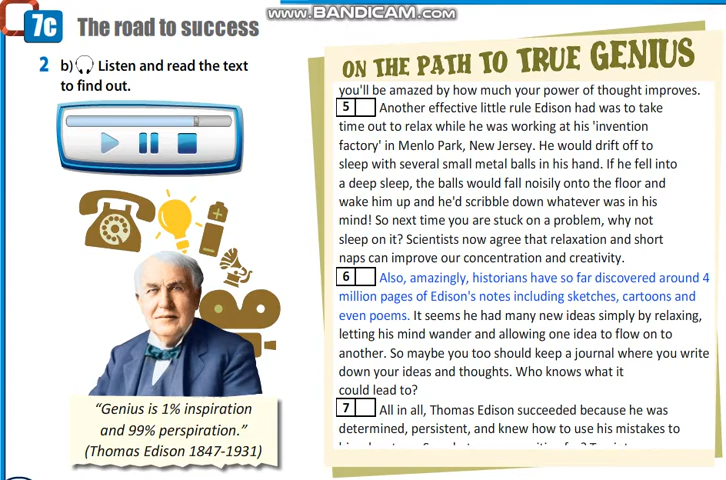 www.BANDICAM.com
7c The road to success
2 b) Listen and read the text
to find out.
"Genius is 1% inspiration
and 99% perspiration."
(Thomas Edison 1847-1931)
ON THE PATH TO TRUE GENIUS
you'll be amazed by how much your power of thought improves.
5 Another effective little rule Edison had was to take
time out to relax while he was working at his 'invention
factory' in Menlo Park, New Jersey. He would drift off to
sleep with several small metal balls in his hand. If he fell into
a deep sleep, the balls would fall noisily onto the floor and
wake him up and he'd scribble down whatever was in his
mind! So next time you are stuck on a problem, why not
sleep on it? Scientists now agree that relaxation and short
naps can improve our concentration and creativity.
6 Also, amazingly, historians have so far discovered around 4
million pages of Edison's notes including sketches, cartoons and
even poems. It seems he had many new ideas simply by relaxing,
letting his mind wander and allowing one idea to flow on to
another. So maybe you too should keep a journal where you write
down your ideas and thoughts. Who knows what it
could lead to?
7 All in all, Thomas Edison succeeded because he was
determined, persistent, and knew how to use his mistakes to